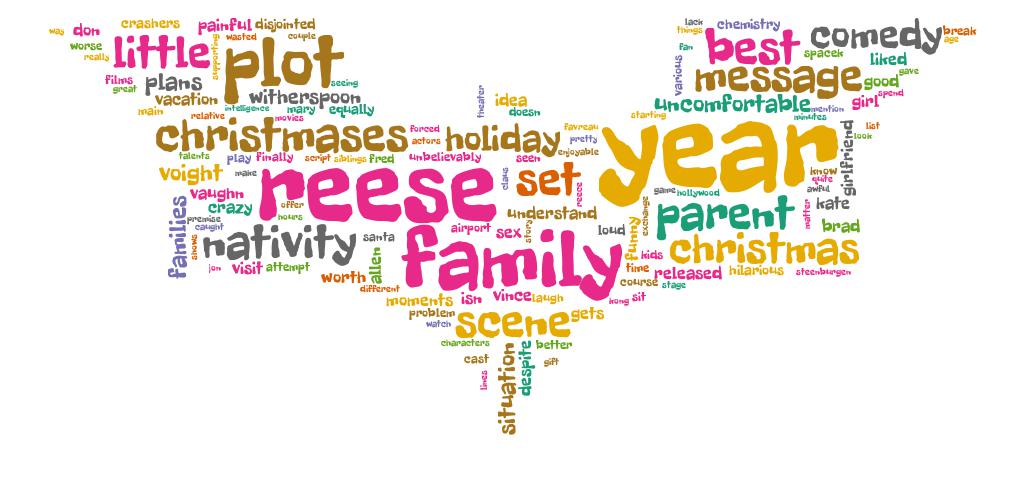 way don crashers painful disjointed
wasted couple
worse really little supporting plot
films great plans seeing
vacation witherspoon
main intelligence mary equally
relative movies
christmases forced actors holiday
theater idea doesn
favreau pretty enjoyable
talents play finally script siblings fred unbelievably seen
voight make reese claus set reece
vaughn
crazy offer hours
premise caught
families shows nativity santa allen
jon visit attempt worth different
airport sex story understand loud
family
moments isn vince laugh kong sit
problem watch scene gets
characters despite better
cast situation gift
lines
lack things chemistry
fan various best spacek comedy break age
message liked gave good
uncomfortable mention girl spend
starting minutes
year girlfriend list look
know quite awful
game hollywood
exchange funny parent matter kate brad
kids christmas
time released hilarious steenburgen
course stage